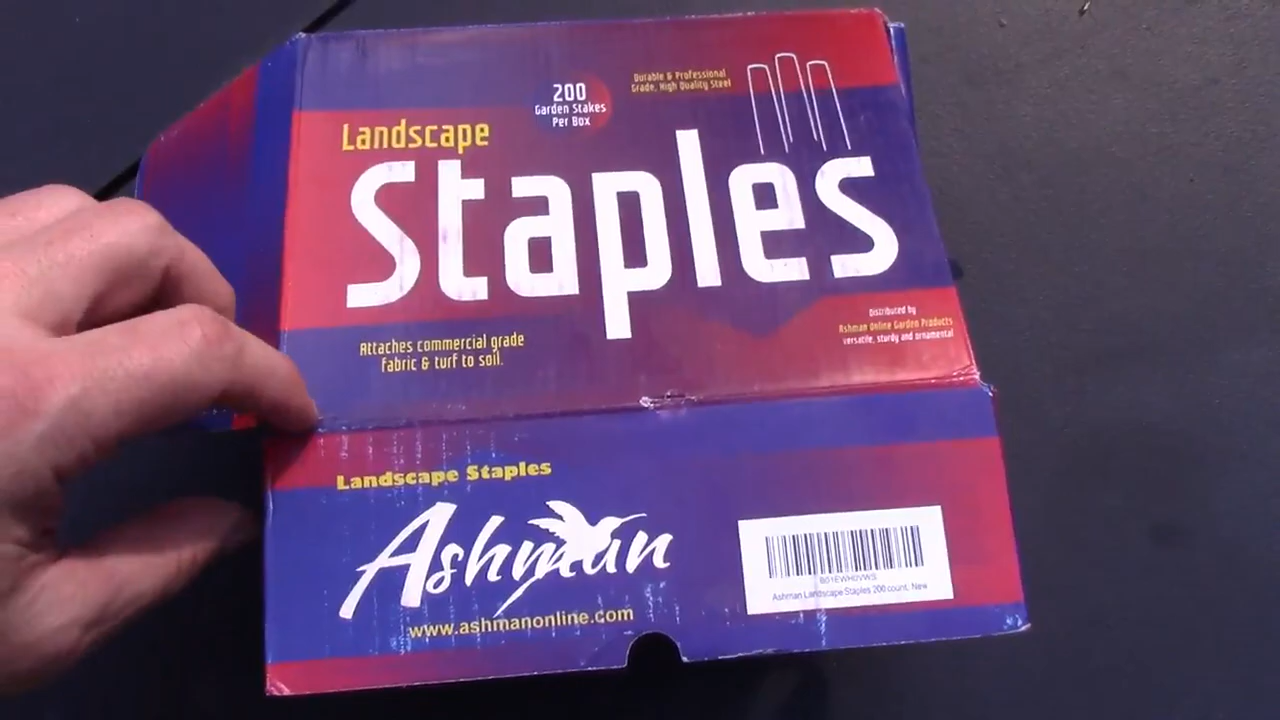 200
Garden Stakes
Per Box
Durable & Professional
Grade, High Quality Steel
Landscape
Staples
Attaches commercial grade
fabric & turf to soil.
Distributed by
Ashman Online Garden Products
versatile, sturdy and ornamental
Landscape Staples
Ashman
www.ashmanonline.com
B01EWH0VWS
Ashman Landscape Staples 200 count, New